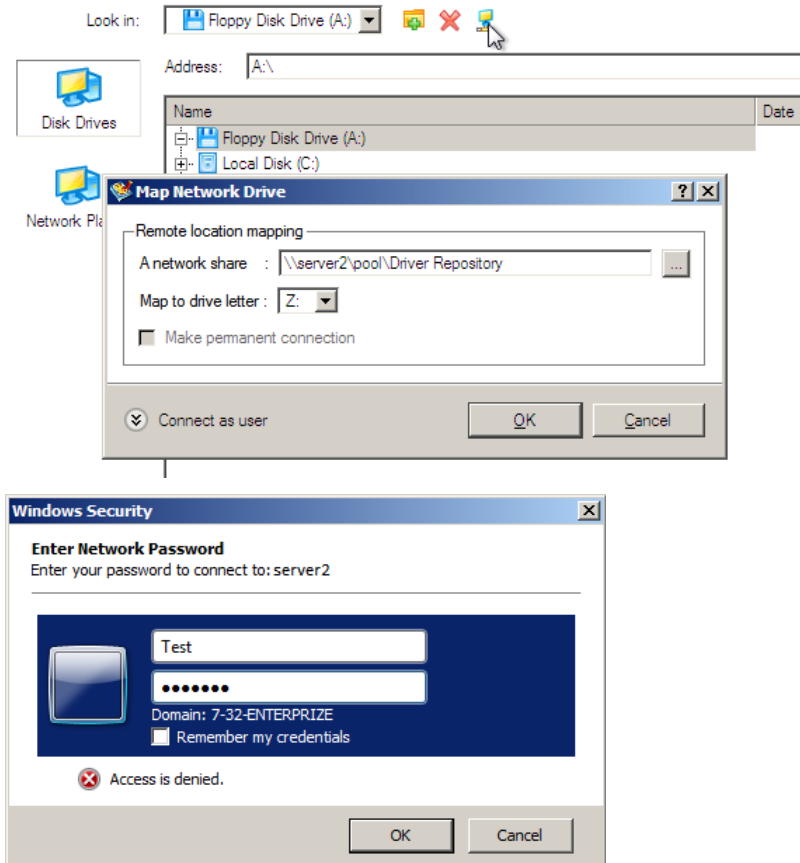 Look in: Floppy Disk Drive (A:)
Address: A:\
Disk Drives
Name Date
Floppy Disk Drive (A:)
Local Disk (C:)
Network Pla
Map Network Drive ? X
Remote location mapping
A network share : \\server2\pool\Driver Repository ...
Map to drive letter : Z:
Make permanent connection
Connect as user OK Cancel
Windows Security X
Enter Network Password
Enter your password to connect to: server2
Test
•••••••
Domain: 7-32-ENTERPRIZE
Remember my credentials
Access is denied.
OK Cancel